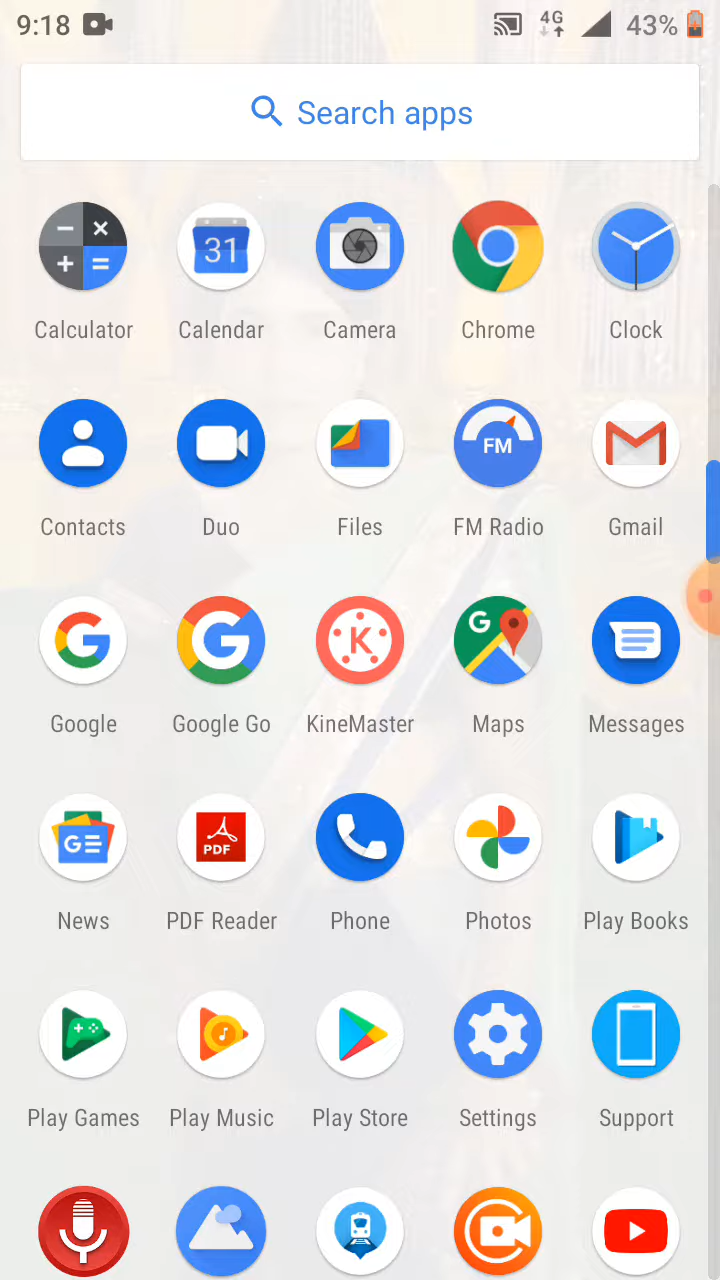 9:18 4G 43%
Search apps
31
Calculator Calendar Camera Chrome Clock
FM
Contacts Duo Files FM Radio Gmail
G G K G
Google Google Go KineMaster Maps Messages
GE PDF
News PDF Reader Phone Photos Play Books
Play Games Play Music Play Store Settings Support